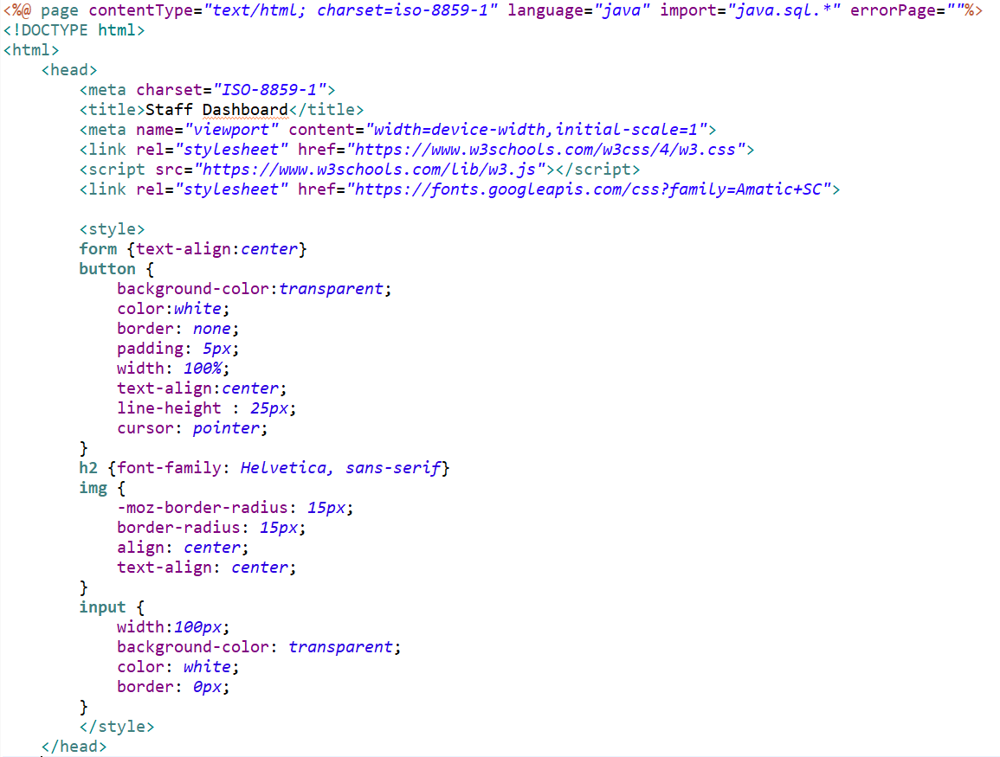 <%@ page contentType="text/html; charset=iso-8859-1" language="java" import="java.sql.*" errorPage=""%>
<!DOCTYPE html>
<html>
    <head>
        <meta charset="ISO-8859-1">
        <title>Staff Dashboard</title>
        <meta name="viewport" content="width=device-width,initial-scale=1">
        <link rel="stylesheet" href="https://www.w3schools.com/w3css/4/w3.css">
        <script src="https://www.w3schools.com/lib/w3.js"></script>
        <link rel="stylesheet" href="https://fonts.googleapis.com/css?family=Amatic+SC">

        <style>
        form {text-align:center}
        button {
            background-color:transparent;
            color:white;
            border: none;
            padding: 5px;
            width: 100%;
            text-align:center;
            line-height : 25px;
            cursor: pointer;
        }
        h2 {font-family: Helvetica, sans-serif}
        img {
            -moz-border-radius: 15px;
            border-radius: 15px;
            align: center;
            text-align: center;
        }
        input {
            width:100px;
            background-color: transparent;
            color: white;
            border: 0px;
        }
        </style>
    </head>